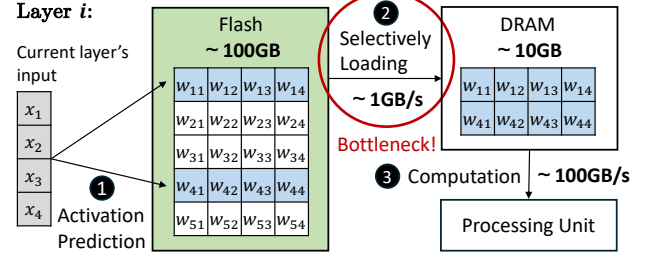 Layer i:
Current layer's
input
x₁
x₂
x₃
x₄
1
Activation
Prediction
Flash
~ 100GB
w₁₁ w₁₂ w₁₃ w₁₄
w₂₁ w₂₂ w₂₃ w₂₄
w₃₁ w₃₂ w₃₃ w₃₄
w₄₁ w₄₂ w₄₃ w₄₄
w₅₁ w₅₂ w₅₃ w₅₄
2
Selectively
Loading
~ 1GB/s
Bottleneck!
DRAM
~ 10GB
w₁₁ w₁₂ w₁₃ w₁₄
w₄₁ w₄₂ w₄₃ w₄₄
3 Computation ~ 100GB/s
Processing Unit